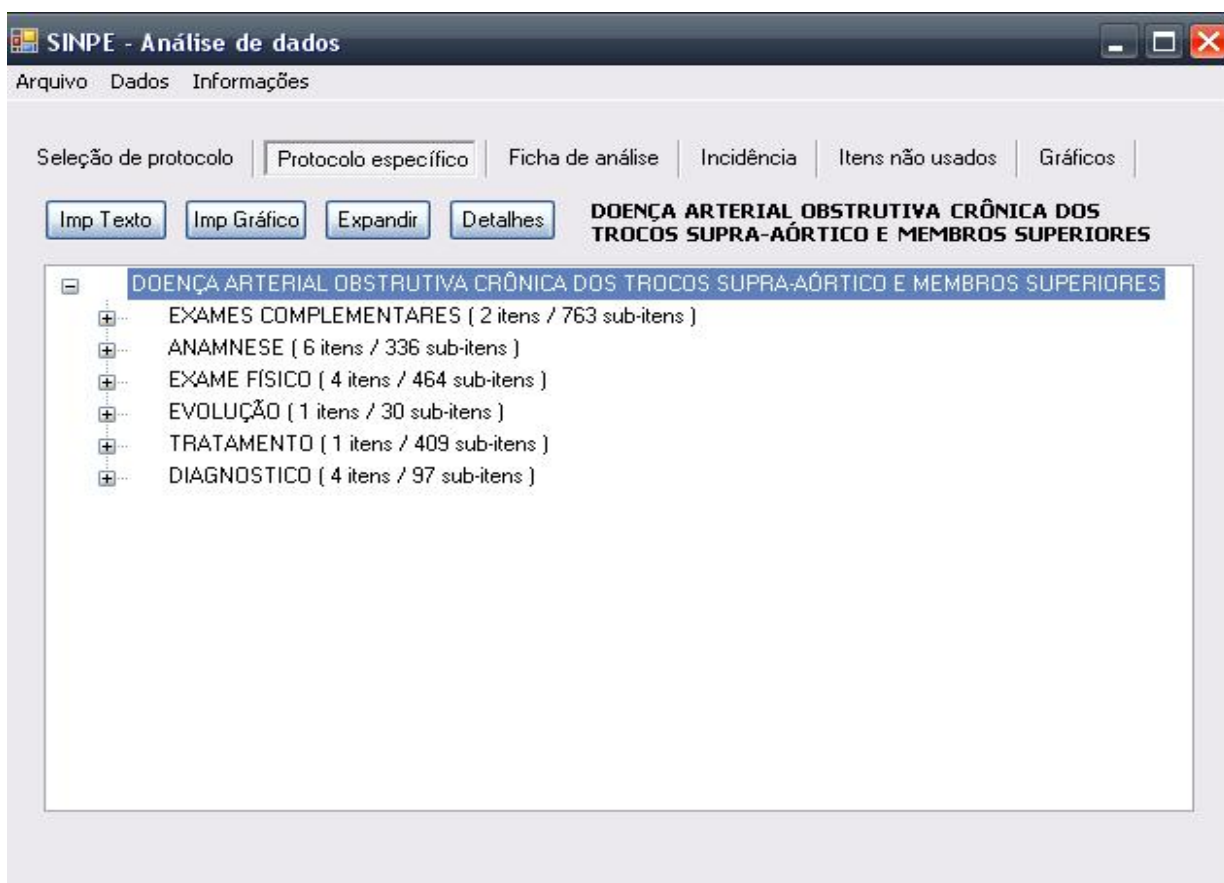 SINPE - Análise de dados
Arquivo Dados Informações
Seleção de protocolo Protocolo específico Ficha de análise Incidência Itens não usados Gráficos
Imp Texto Imp Gráfico Expandir Detalhes
DOENÇA ARTERIAL OBSTRUTIVA CRÔNICA DOS
TROCOS SUPRA-AÓRTICO E MEMBROS SUPERIORES
DOENÇA ARTERIAL OBSTRUTIVA CRÔNICA DOS TROCOS SUPRA-AÓRTICO E MEMBROS SUPERIORES
EXAMES COMPLEMENTARES ( 2 itens / 763 sub-itens )
ANAMNESE ( 6 itens / 336 sub-itens )
EXAME FÍSICO ( 4 itens / 464 sub-itens )
EVOLUÇÃO ( 1 itens / 30 sub-itens )
TRATAMENTO ( 1 itens / 409 sub-itens )
DIAGNOSTICO ( 4 itens / 97 sub-itens )